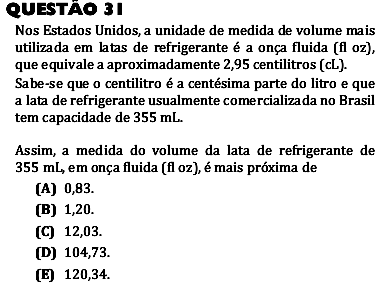 QUESTÃO 31
Nos Estados Unidos, a unidade de medida de volume mais
utilizada em latas de refrigerante é a onça fluida (fl oz),
que equivale a aproximadamente 2,95 centilitros (cL).
Sabe-se que o centilitro é a centésima parte do litro e que
a lata de refrigerante usualmente comercializada no Brasil
tem capacidade de 355 mL.
Assim, a medida do volume da lata de refrigerante de
355 mL, em onça fluida (fl oz), é mais próxima de
(A) 0,83.
(B) 1,20.
(C) 12,03.
(D) 104,73.
(E) 120,34.